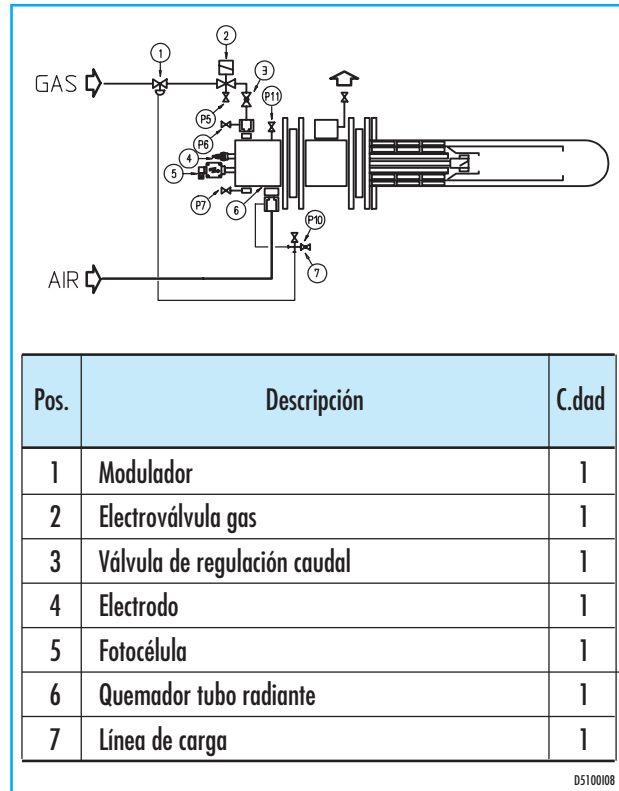 2
1
3
GAS
P11
P5
P6
4
5
P7
6
P10
7
AIR
Pos. Descripción C.dad
1 Modulador 1
2 Electroválvula gas 1
3 Válvula de regulación caudal 1
4 Electrodo 1
5 Fotocélula 1
6 Quemador tubo radiante 1
7 Línea de carga 1
D5100I08